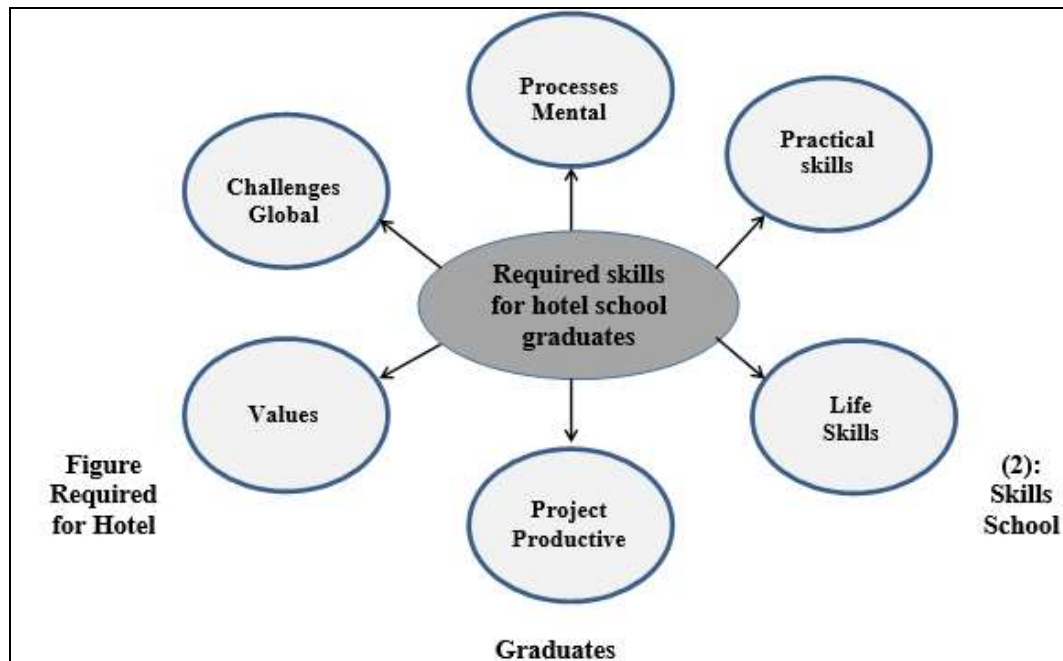 Processes
Mental
Practical
skills
Challenges
Global
Required skills
for hotel school
graduates
Values
Life
Skills
Project
Productive
Figure (2):
Required Skills
for Hotel School
Graduates